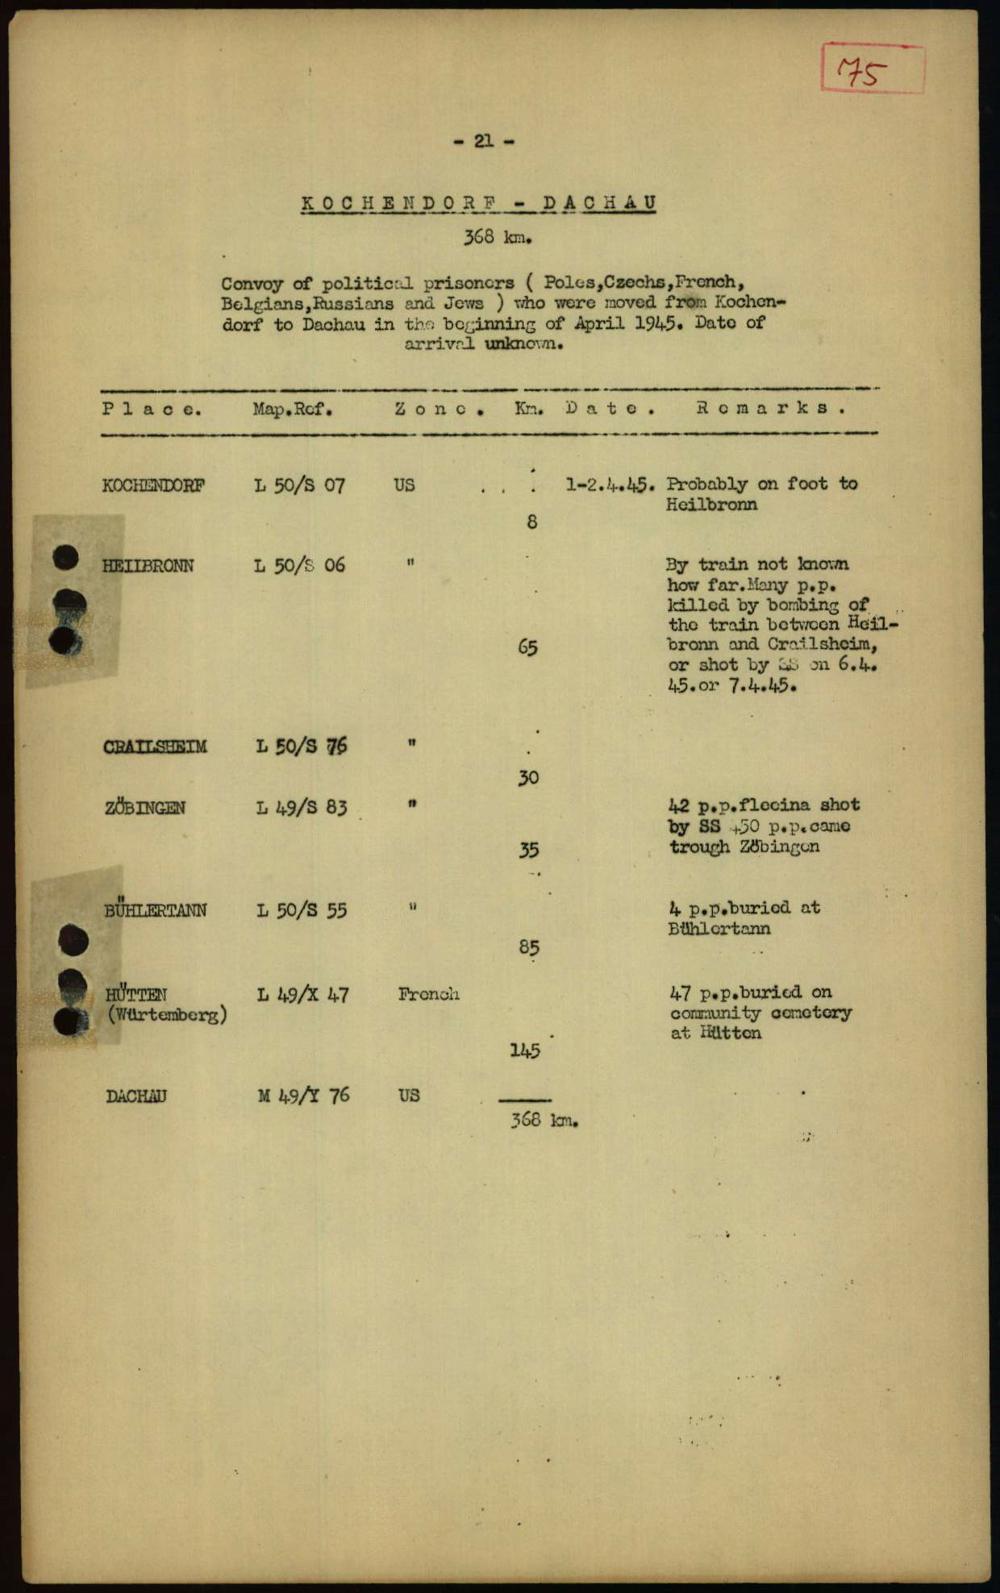 75
- 21 -
KOCHENDORF - DACHAU
368 km.
Convoy of political prisoners ( Poles,Czechs,French,
Belgians,Russians and Jews ) who were moved from Kochen-
dorf to Dachau in the beginning of April 1945. Date of
arrival unknown.
Place. Map.Ref. Zone. Km. Date. Remarks.
KOCHENDORF L 50/S 07 US 1-2.4.45. Probably on foot to
Heilbronn
8
HEILBRONN L 50/S 06 " By train not known
how far.Many p.p.
killed by bombing of
the train between Heil-
65 bronn and Crailsheim,
or shot by SS on 6.4.
45.or 7.4.45.
CRAILSHEIM L 50/S 76 "
30
ZÖBINGEN L 49/S 83 " 42 p.p.fleeina shot
by SS 450 p.p.came
35 trough Zöbingen
BÜHLERTANN L 50/S 55 " 4 p.p.buried at
Bühlertann
85
HÜTTEN L 49/X 47 French 47 p.p.buried on
(Würtemberg) community cemetery
at Hütten
145
DACHAU M 49/Y 76 US
368 km.